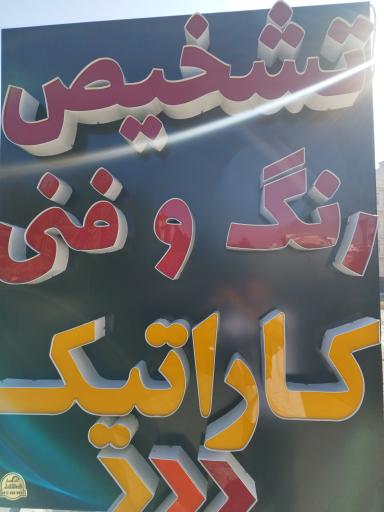 تشخیص
رنگ و فنی
کاراتیک